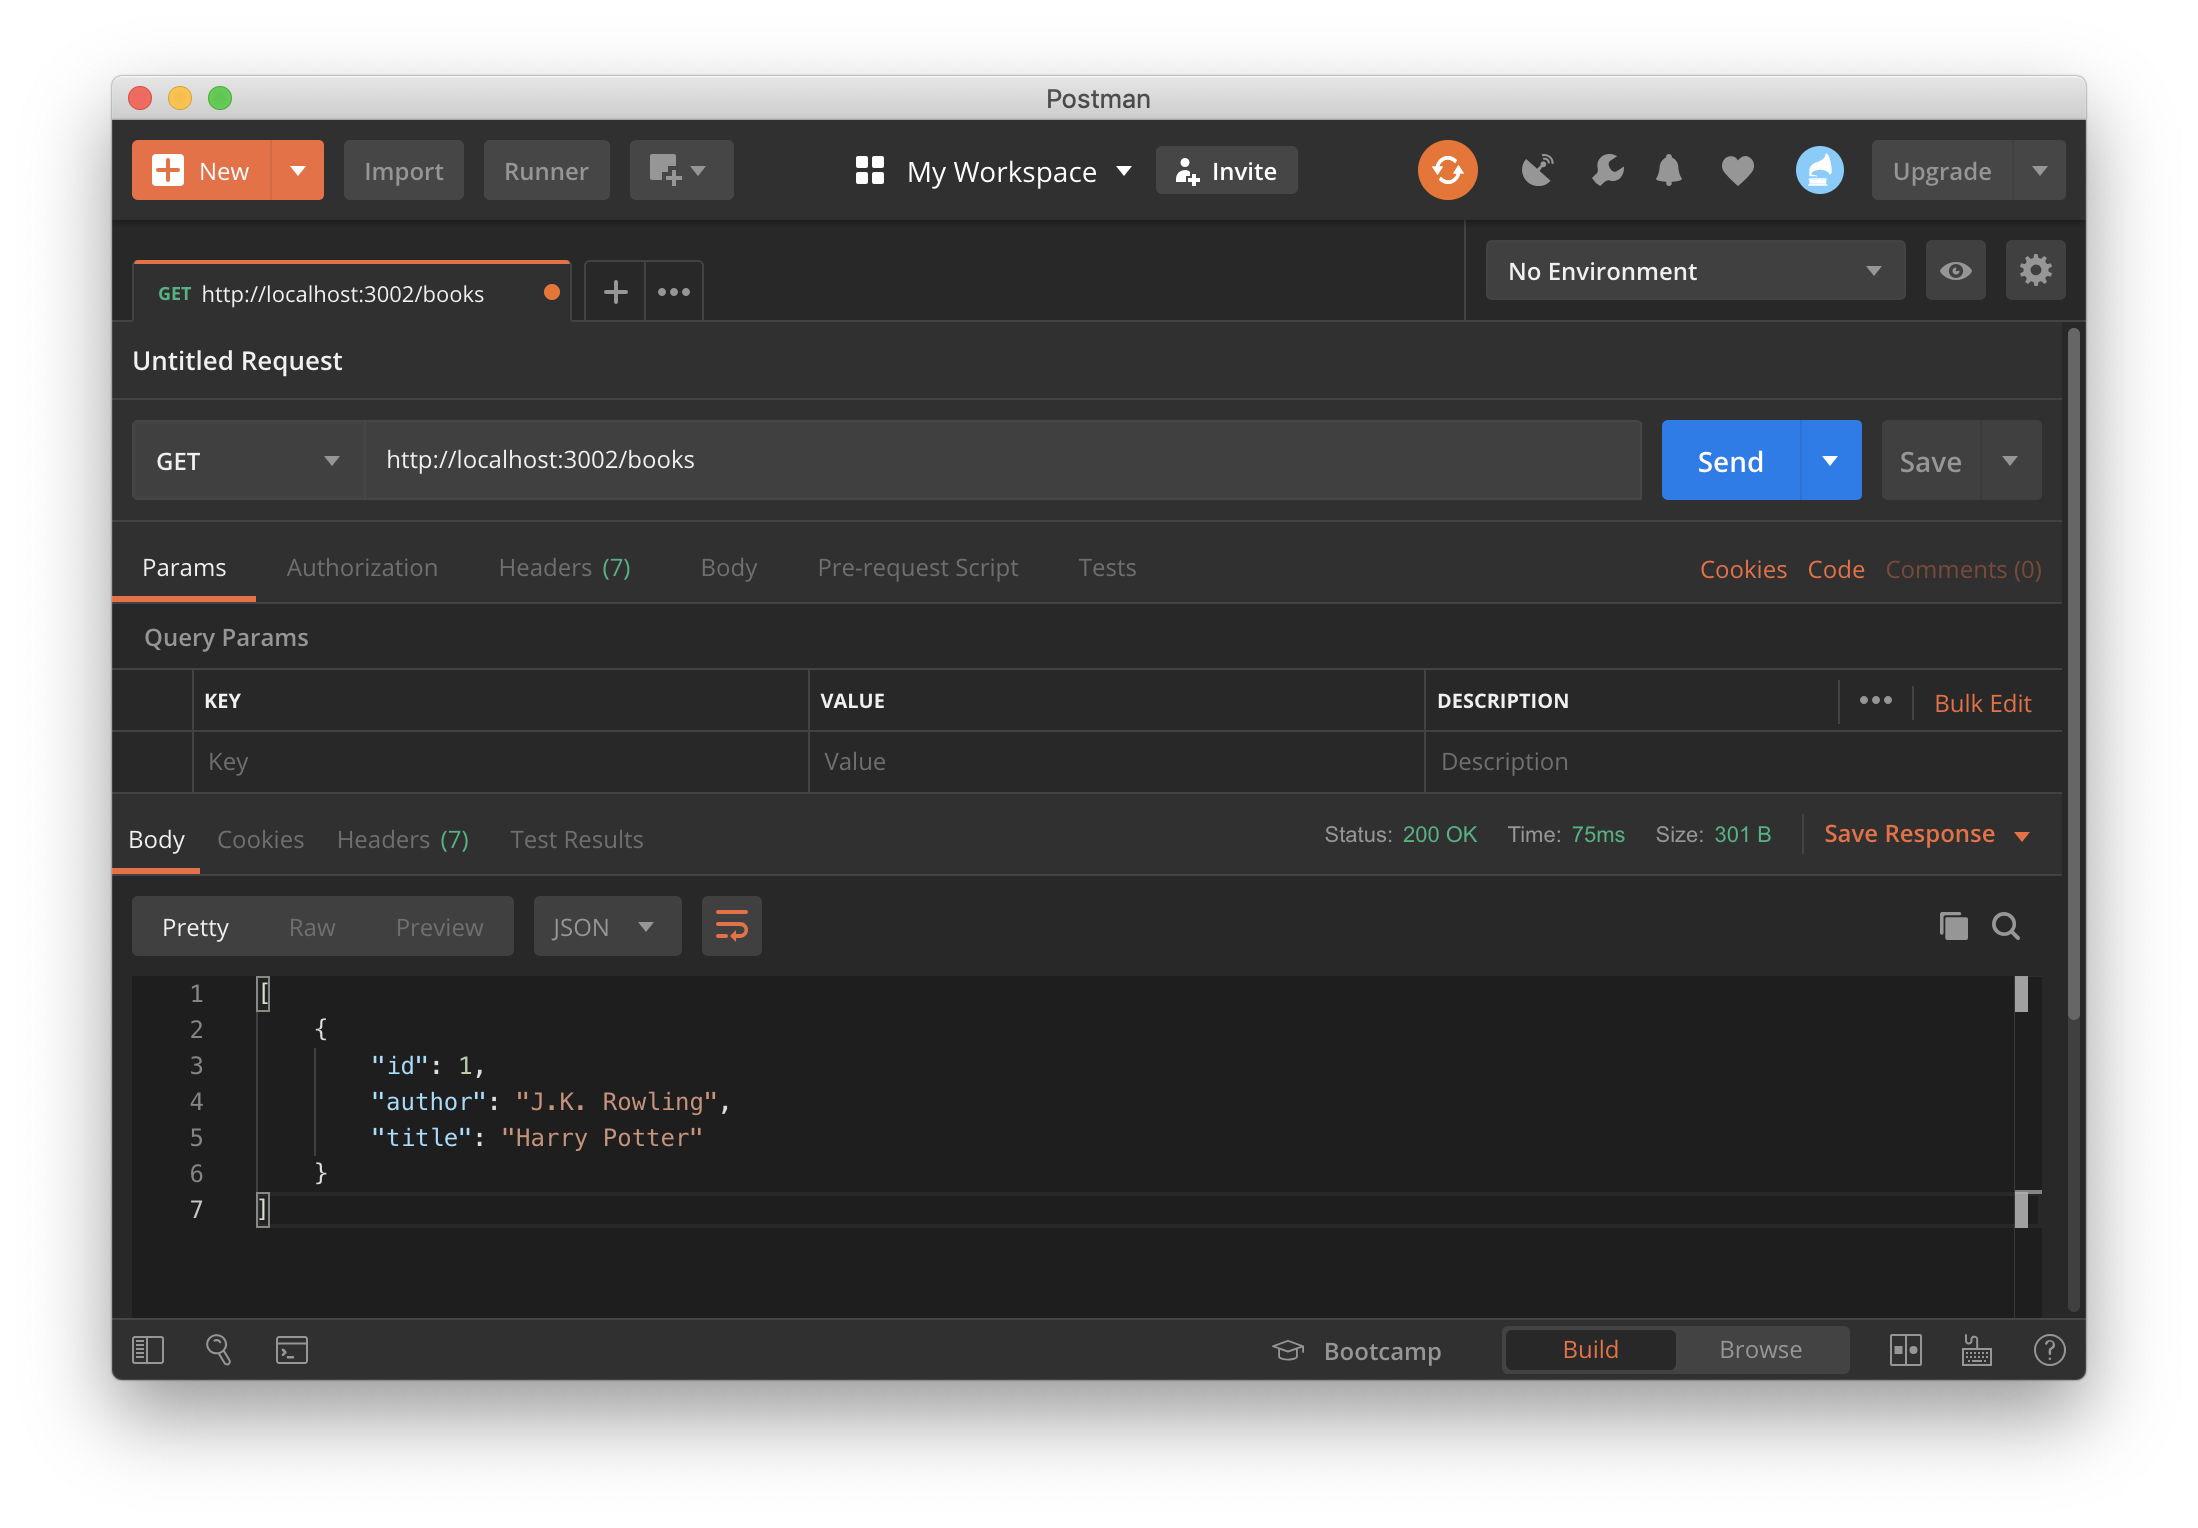 Postman
New Import Runner My Workspace Invite Upgrade
GET http://localhost:3002/books No Environment
Untitled Request
GET http://localhost:3002/books Send Save
Params Authorization Headers (7) Body Pre-request Script Tests Cookies Code Comments (0)
Query Params
KEY VALUE DESCRIPTION Bulk Edit
Key Value Description
Body Cookies Headers (7) Test Results Status: 200 OK Time: 75ms Size: 301 B Save Response
Pretty Raw Preview JSON
1 [
2 {
3 "id": 1,
4 "author": "J.K. Rowling",
5 "title": "Harry Potter"
6 }
7 ]
Bootcamp Build Browse